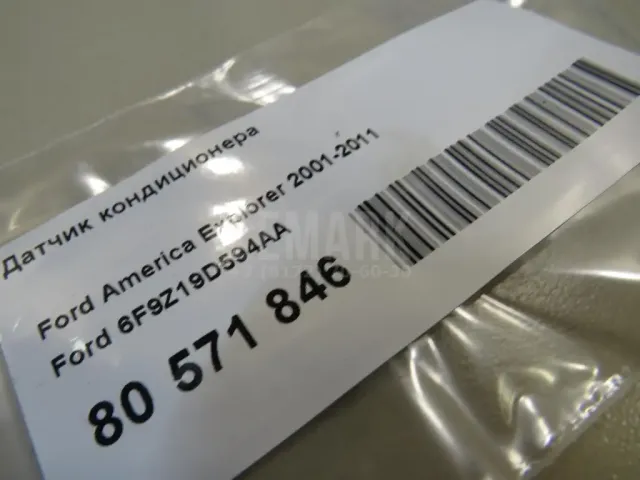 Датчик кондиционера
Ford America Explorer 2001-2011
Ford 6F9Z19D594AA
80 571 846